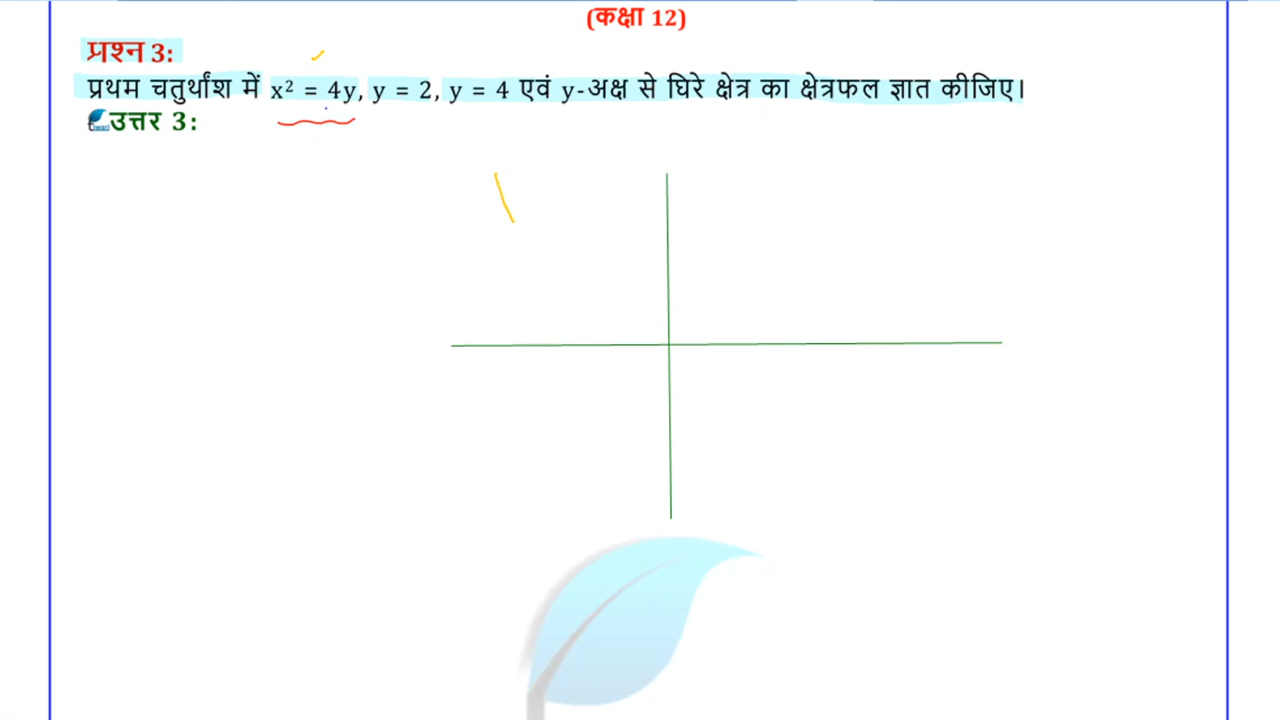 (कक्षा 12)
प्रश्न 3:
प्रथम चतुर्थांश में x² = 4y, y = 2, y = 4 एवं y-अक्ष से घिरे क्षेत्र का क्षेत्रफल ज्ञात कीजिए।
उत्तर 3: